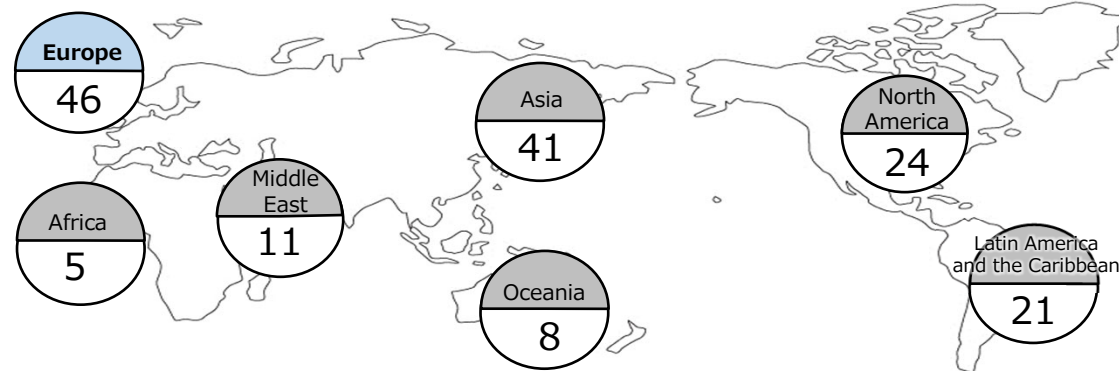 Europe
46
Asia
41
North
America
24
Middle
East
11
Africa
5
Latin America
and the Caribbean
21
Oceania
8